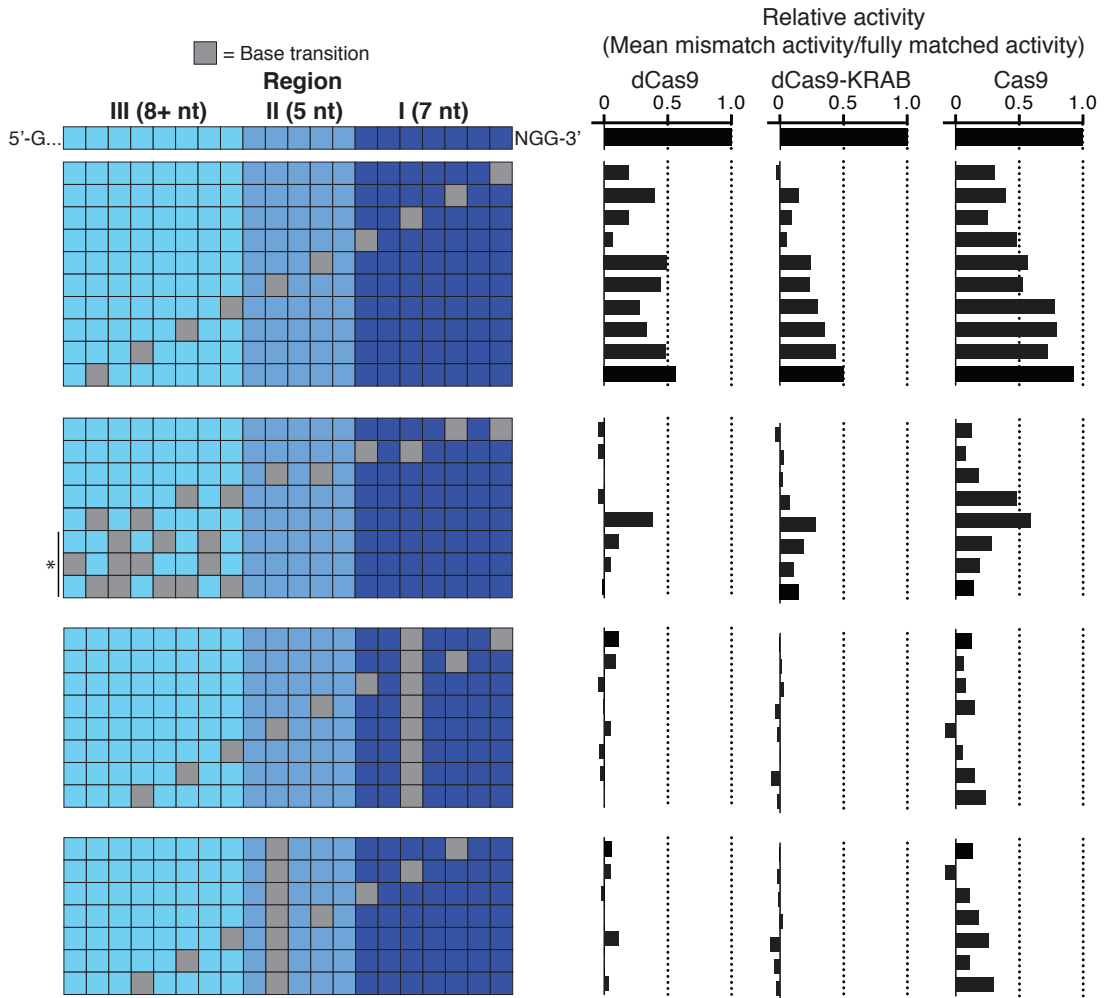 Relative activity
(Mean mismatch activity/fully matched activity)
= Base transition
Region
III (8+ nt) II (5 nt) I (7 nt)
dCas9 dCas9-KRAB Cas9
0 0.5 1.0 0 0.5 1.0 0 0.5 1.0
5’-G... NGG-3’
*